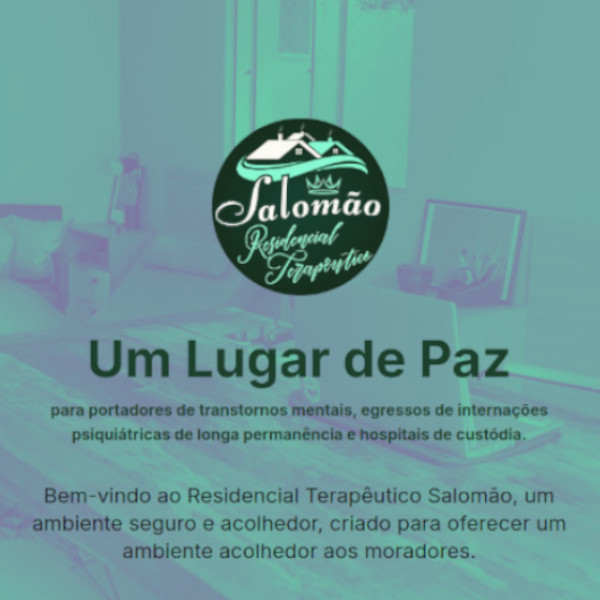 Salomão
Residencial
Terapêutico
Um Lugar de Paz
para portadores de transtornos mentais, egressos de internações
psiquiátricas de longa permanência e hospitais de custódia.
Bem-vindo ao Residencial Terapêutico Salomão, um
ambiente seguro e acolhedor, criado para oferecer um
ambiente acolhedor aos moradores.